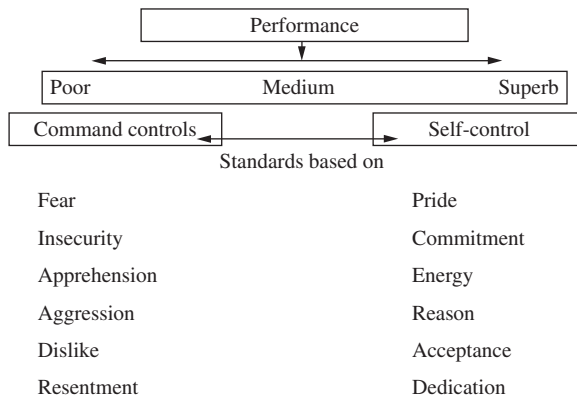 Performance
Poor Medium Superb
Command controls Self-control
Standards based on
Fear Pride
Insecurity Commitment
Apprehension Energy
Aggression Reason
Dislike Acceptance
Resentment Dedication